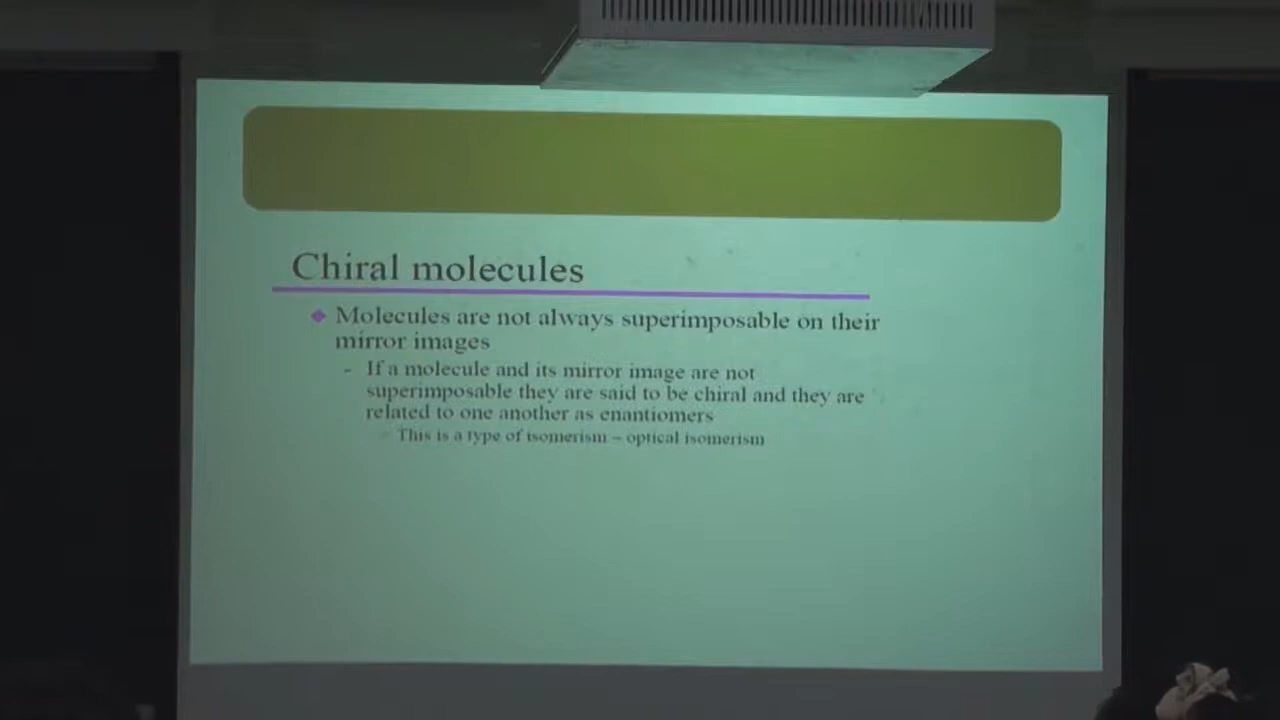 Chiral molecules
Molecules are not always superimposable on their
mirror images
- If a molecule and its mirror image are not
superimposable they are said to be chiral and they are
related to one another as enantiomers
This is a type of isomerism – optical isomerism